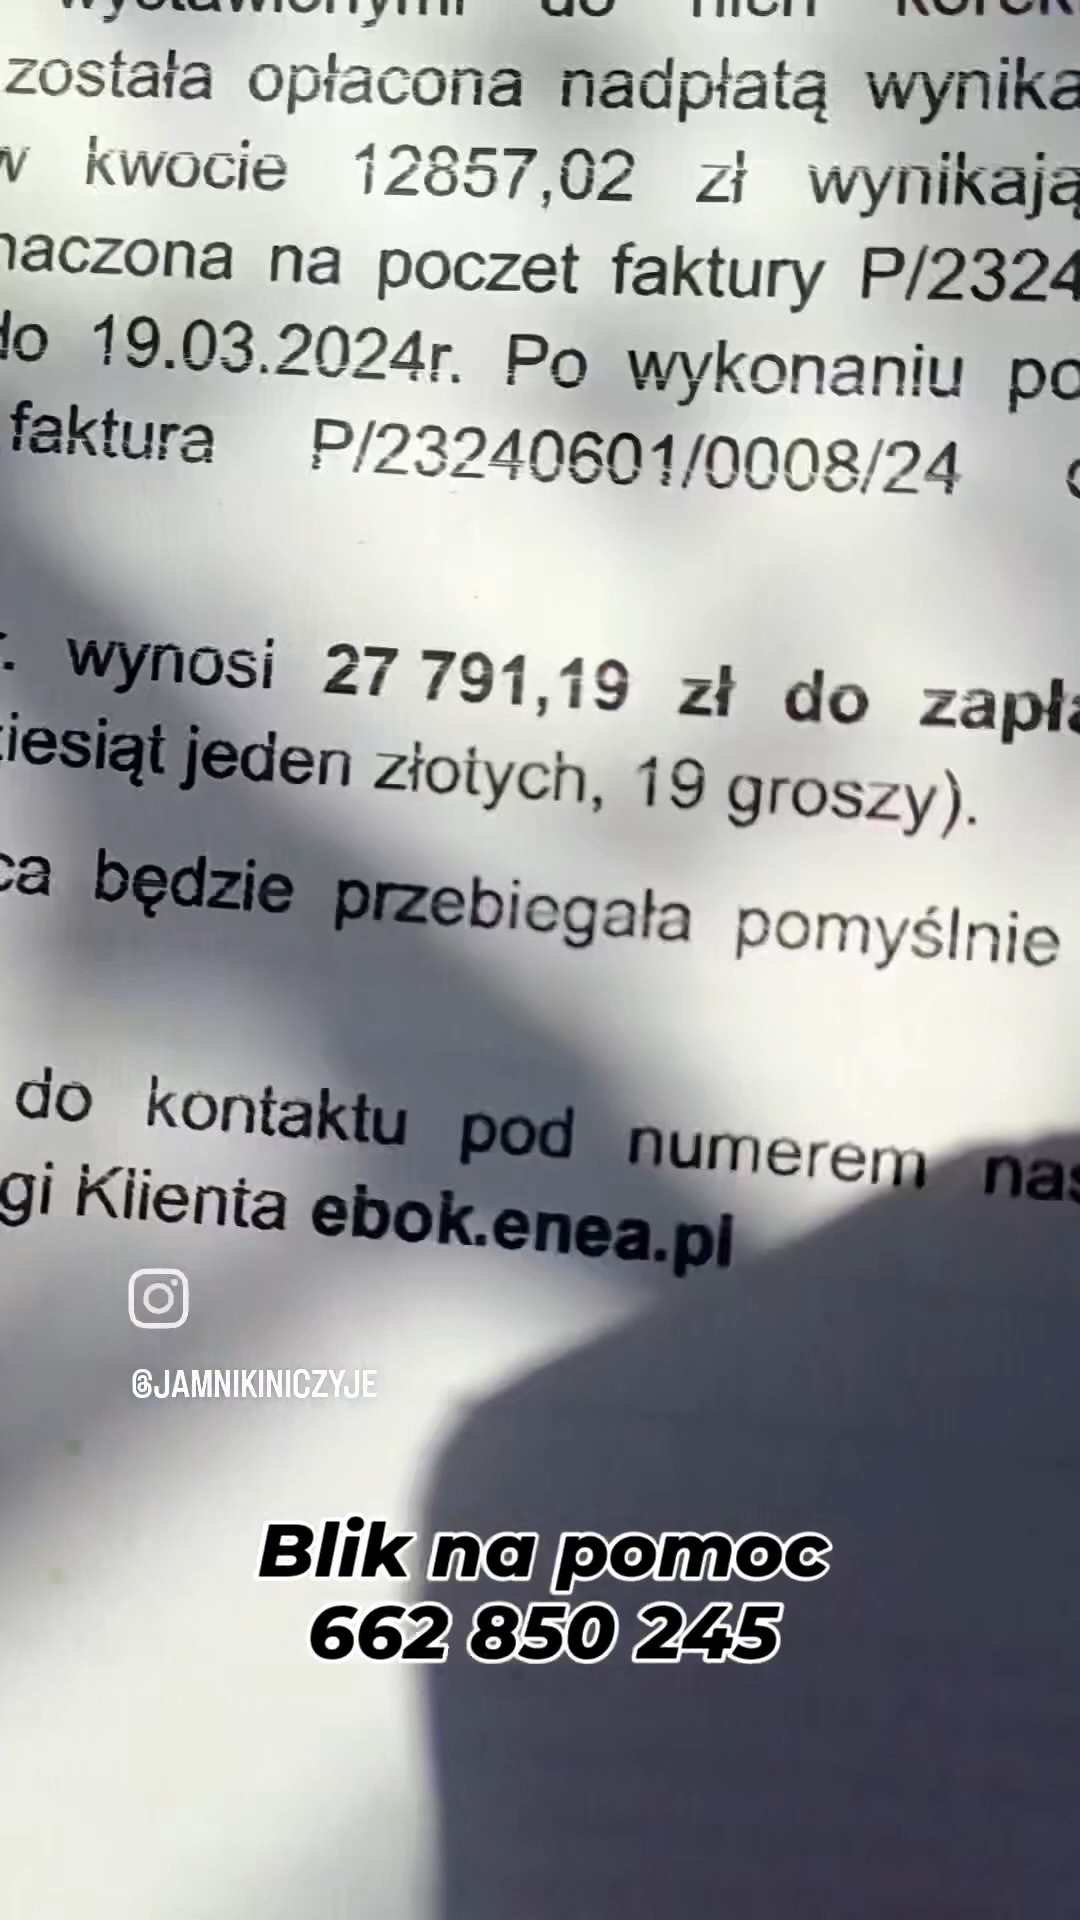 została opłacona nadpłatą wynika
w kwocie 12857,02 zł wynikają
naczona na poczet faktury P/2324
do 19.03.2024r. Po wykonaniu po
faktura P/23240601/0008/24
r. wynosi 27 791,19 zł do zapła
ziesiąt jeden złotych, 19 groszy).
ca będzie przebiegała pomyślnie
do kontaktu pod numerem nas
gi Klienta ebok.enea.pl
@JAMNIKINICZYJE
Blik na pomoc
662 850 245